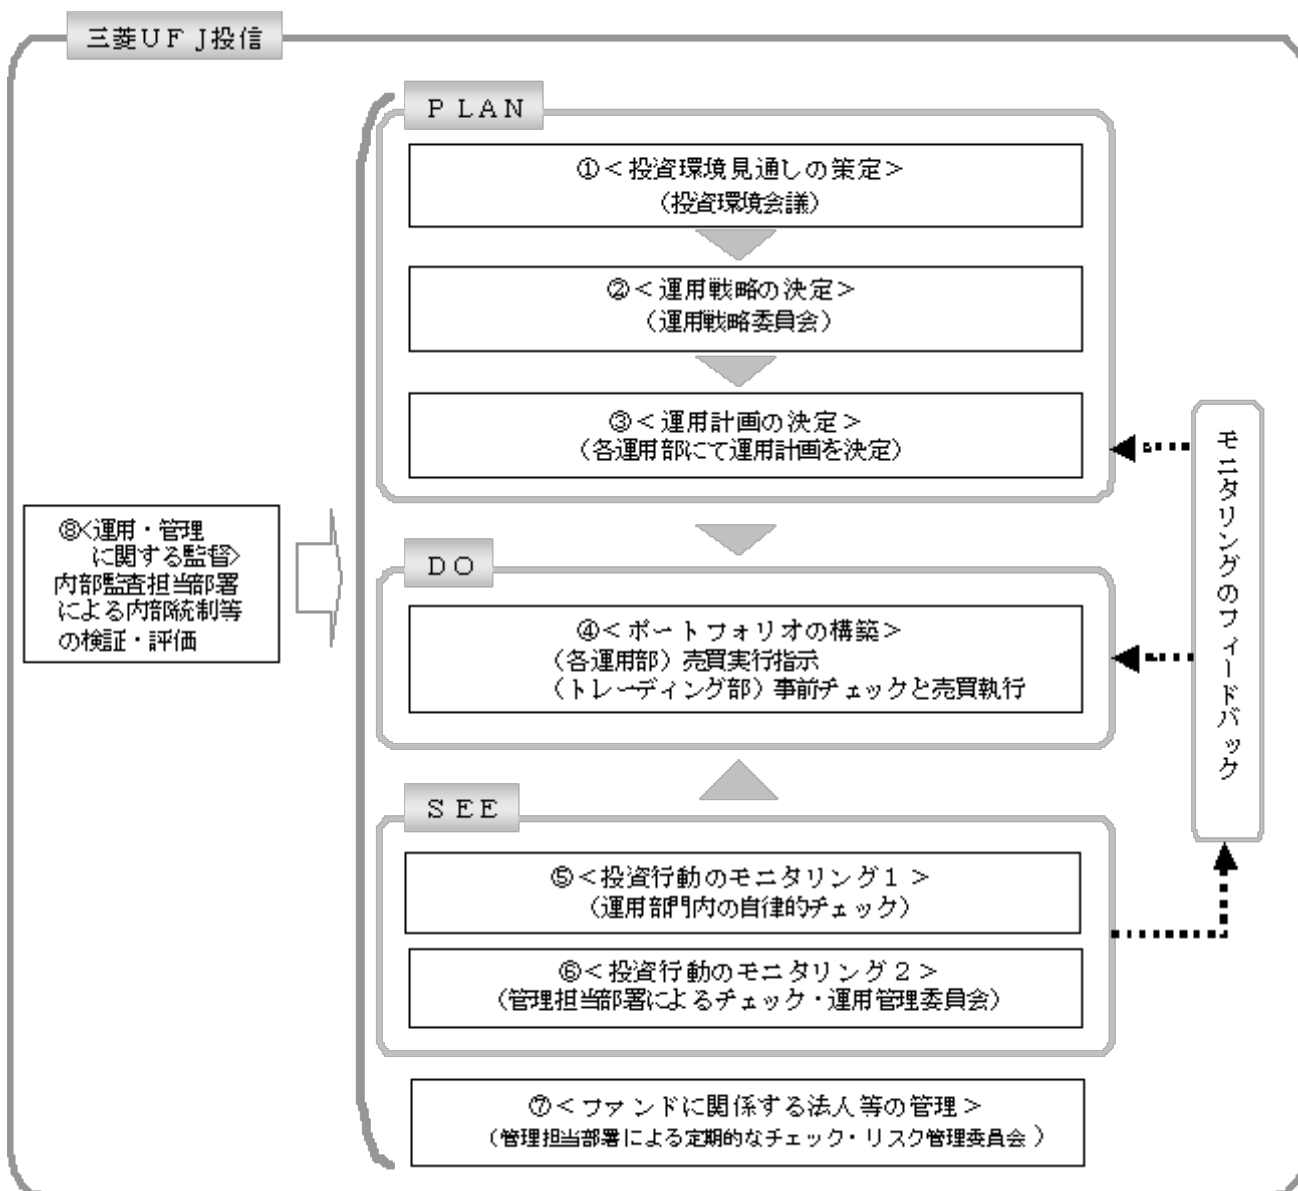 三菱UFJ投信
PLAN
①<投資環境見通しの策定>
(投資環境会議)
②<運用戦略の決定>
(運用戦略委員会)
③<運用計画の決定>
(各運用部にて運用計画を決定)
DO
④<ポートフォリオの構築>
(各運用部)売買実行指示
(トレーディング部)事前チェックと売買執行
SEE
⑤<投資行動のモニタリング1>
(運用部門内の自律的チェック)
⑥<投資行動のモニタリング2>
(管理担当部署によるチェック・運用管理委員会)
⑦<ファンドに関係する法人等の管理>
(管理担当部署による定期的なチェック・リスク管理委員会)
⑧<運用・管理
に関する監督>
内部監査担当部署
による内部統制等
の検証・評価
モニタリングのフィードバック